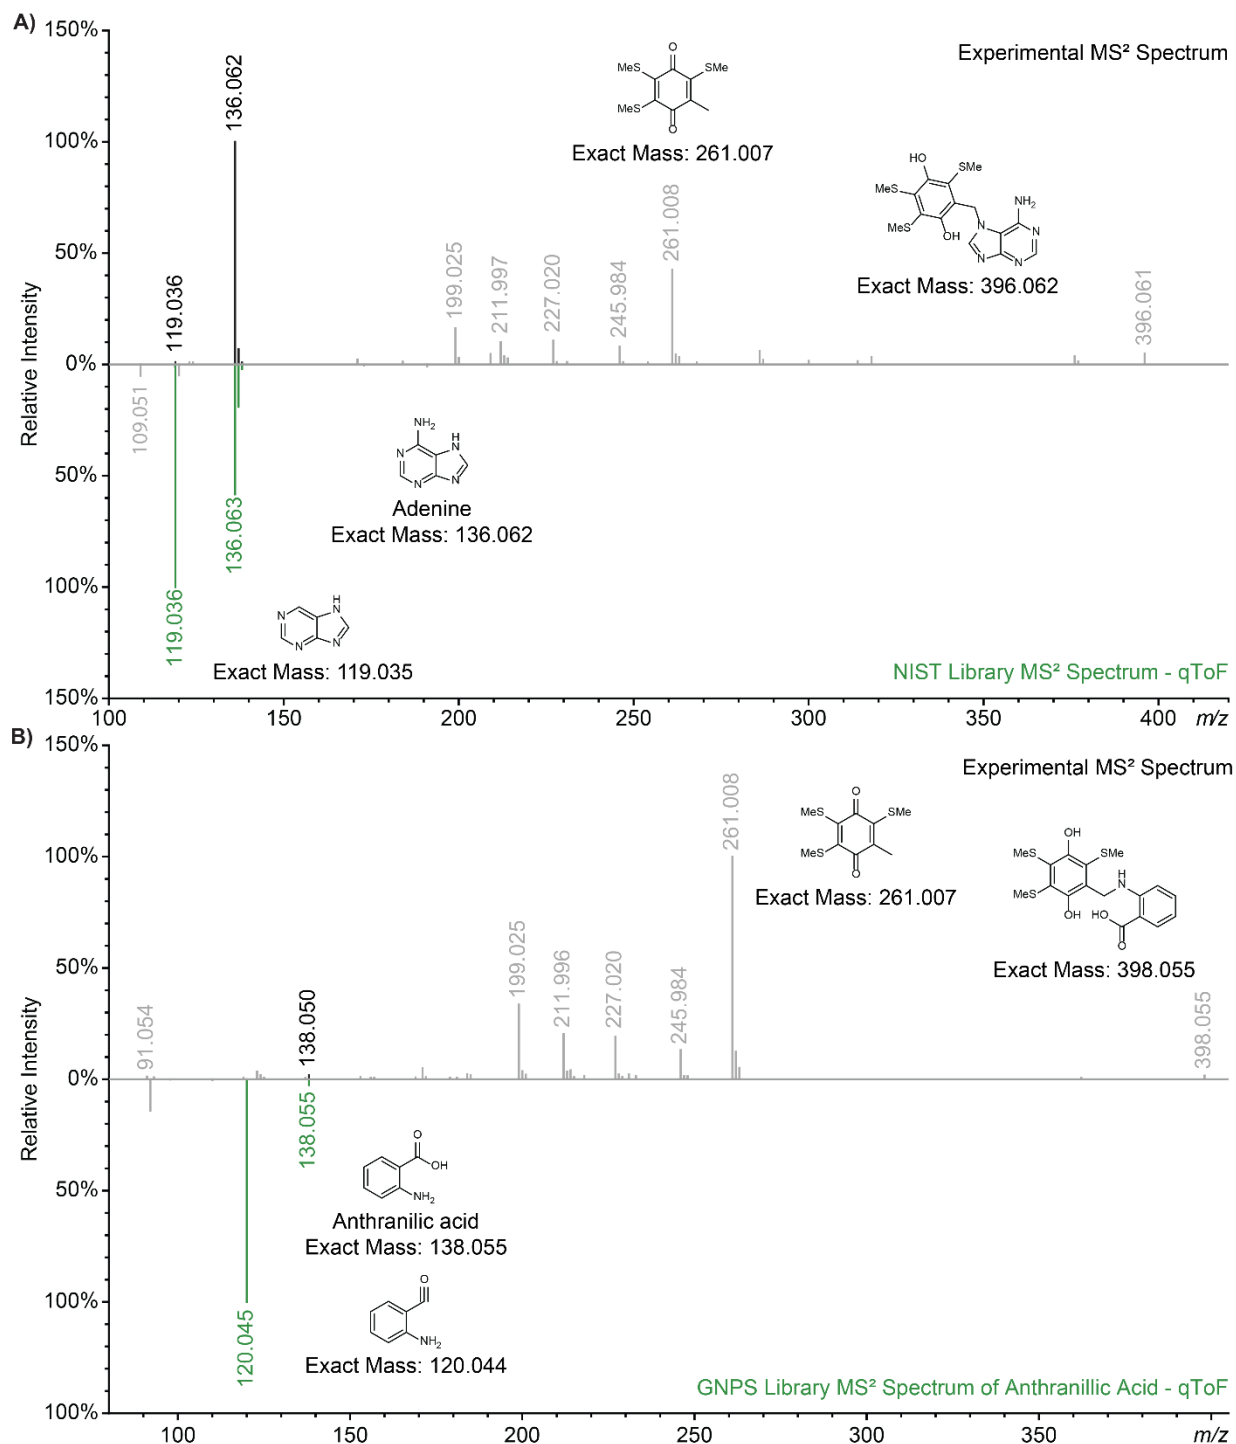 A)
150%
Experimental MS² Spectrum
136.062
O
MeS
SMe
MeS
O
Exact Mass: 261.007
100%
HO
SMe
MeS
MeS
OH
NH₂
N
N
N
N
Exact Mass: 396.062
50%
119.036
199.025
211.997
227.020
245.984
261.008
396.061
0%
Relative Intensity
109.051
50%
136.063
NH₂
H
N
N
N
N
Adenine
Exact Mass: 136.062
100%
119.036
H
N
N
N
N
Exact Mass: 119.035
NIST Library MS² Spectrum - qToF
150%
100
150
200
250
300
350
400
m/z
B)
150%
Experimental MS² Spectrum
261.008
O
MeS
SMe
MeS
O
Exact Mass: 261.007
OH
MeS
SMe
MeS
H
N
OH
HO
O
Exact Mass: 398.055
100%
50%
91.054
138.050
199.025
211.996
227.020
245.984
398.055
0%
Relative Intensity
138.055
50%
O
OH
NH₂
Anthranilic acid
Exact Mass: 138.055
100%
120.045
O
NH₂
Exact Mass: 120.044
GNPS Library MS² Spectrum of Anthranillic Acid - qToF
100%
100
150
200
250
300
350
m/z